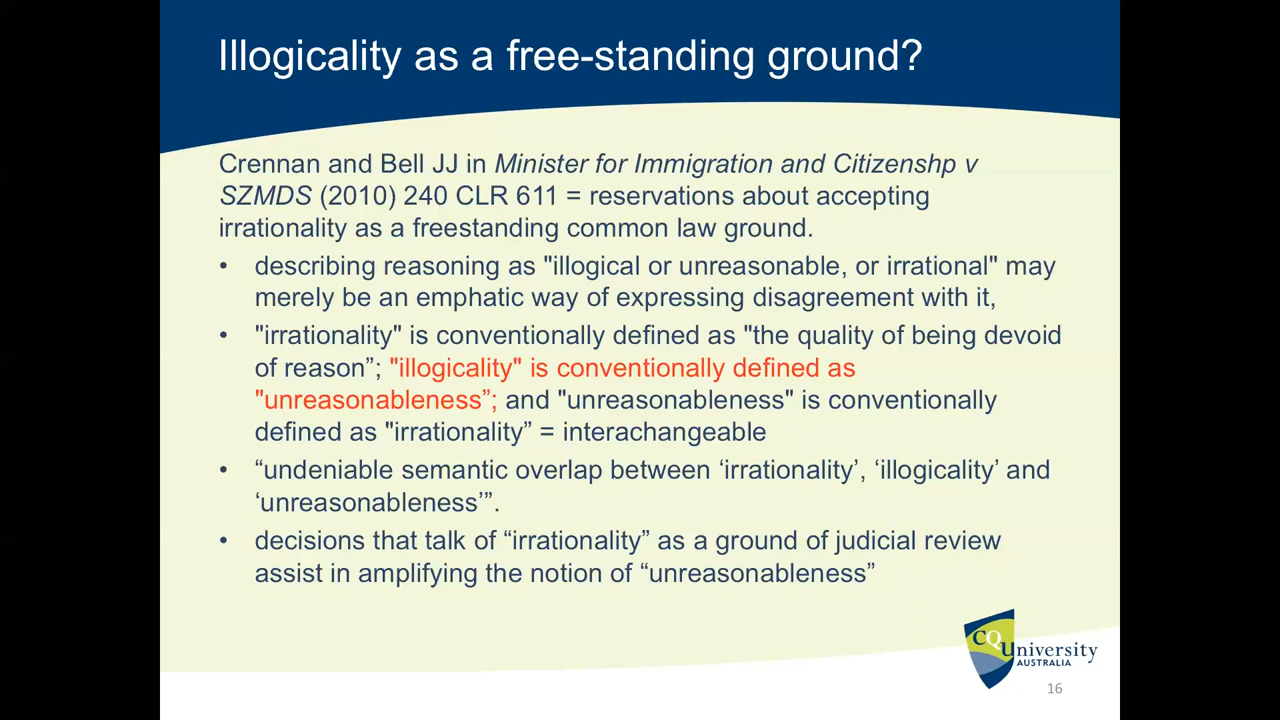 Illogicality as a free-standing ground?
Crennan and Bell JJ in Minister for Immigration and Citizenshp v
SZMDS (2010) 240 CLR 611 = reservations about accepting
irrationality as a freestanding common law ground.
• describing reasoning as "illogical or unreasonable, or irrational" may
merely be an emphatic way of expressing disagreement with it,
• "irrationality" is conventionally defined as "the quality of being devoid
of reason”; "illogicality" is conventionally defined as
"unreasonableness”; and "unreasonableness" is conventionally
defined as "irrationality” = interachangeable
• “undeniable semantic overlap between ‘irrationality’, ‘illogicality’ and
‘unreasonableness’”.
• decisions that talk of “irrationality” as a ground of judicial review
assist in amplifying the notion of “unreasonableness”
CQUniversity
AUSTRALIA
16